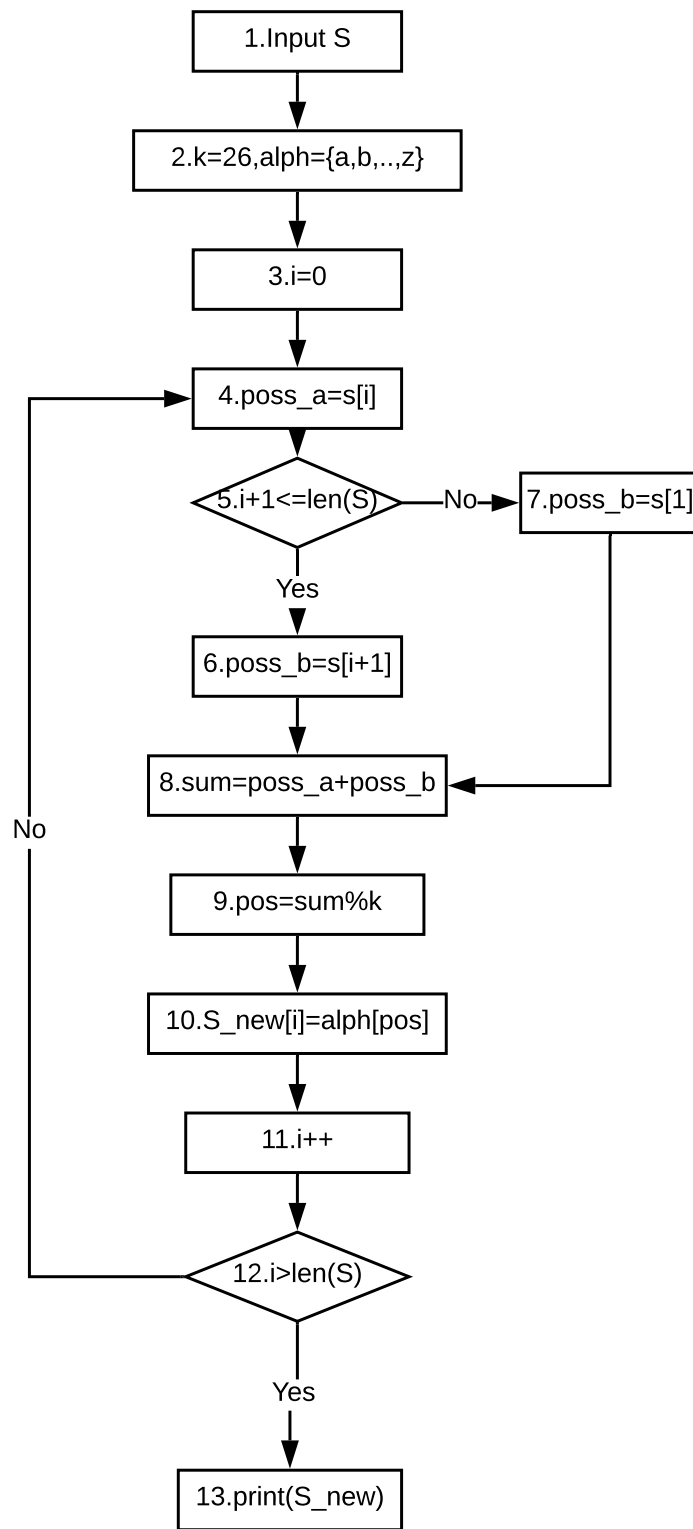 1.Input S
2.k=26,alph={a,b,..,z}
3.i=0
4.poss_a=s[i]
5.i+1<=len(S)
No
7.poss_b=s[1]
Yes
6.poss_b=s[i+1]
8.sum=poss_a+poss_b
No
9.pos=sum%k
10.S_new[i]=alph[pos]
11.i++
12.i>len(S)
Yes
13.print(S_new)